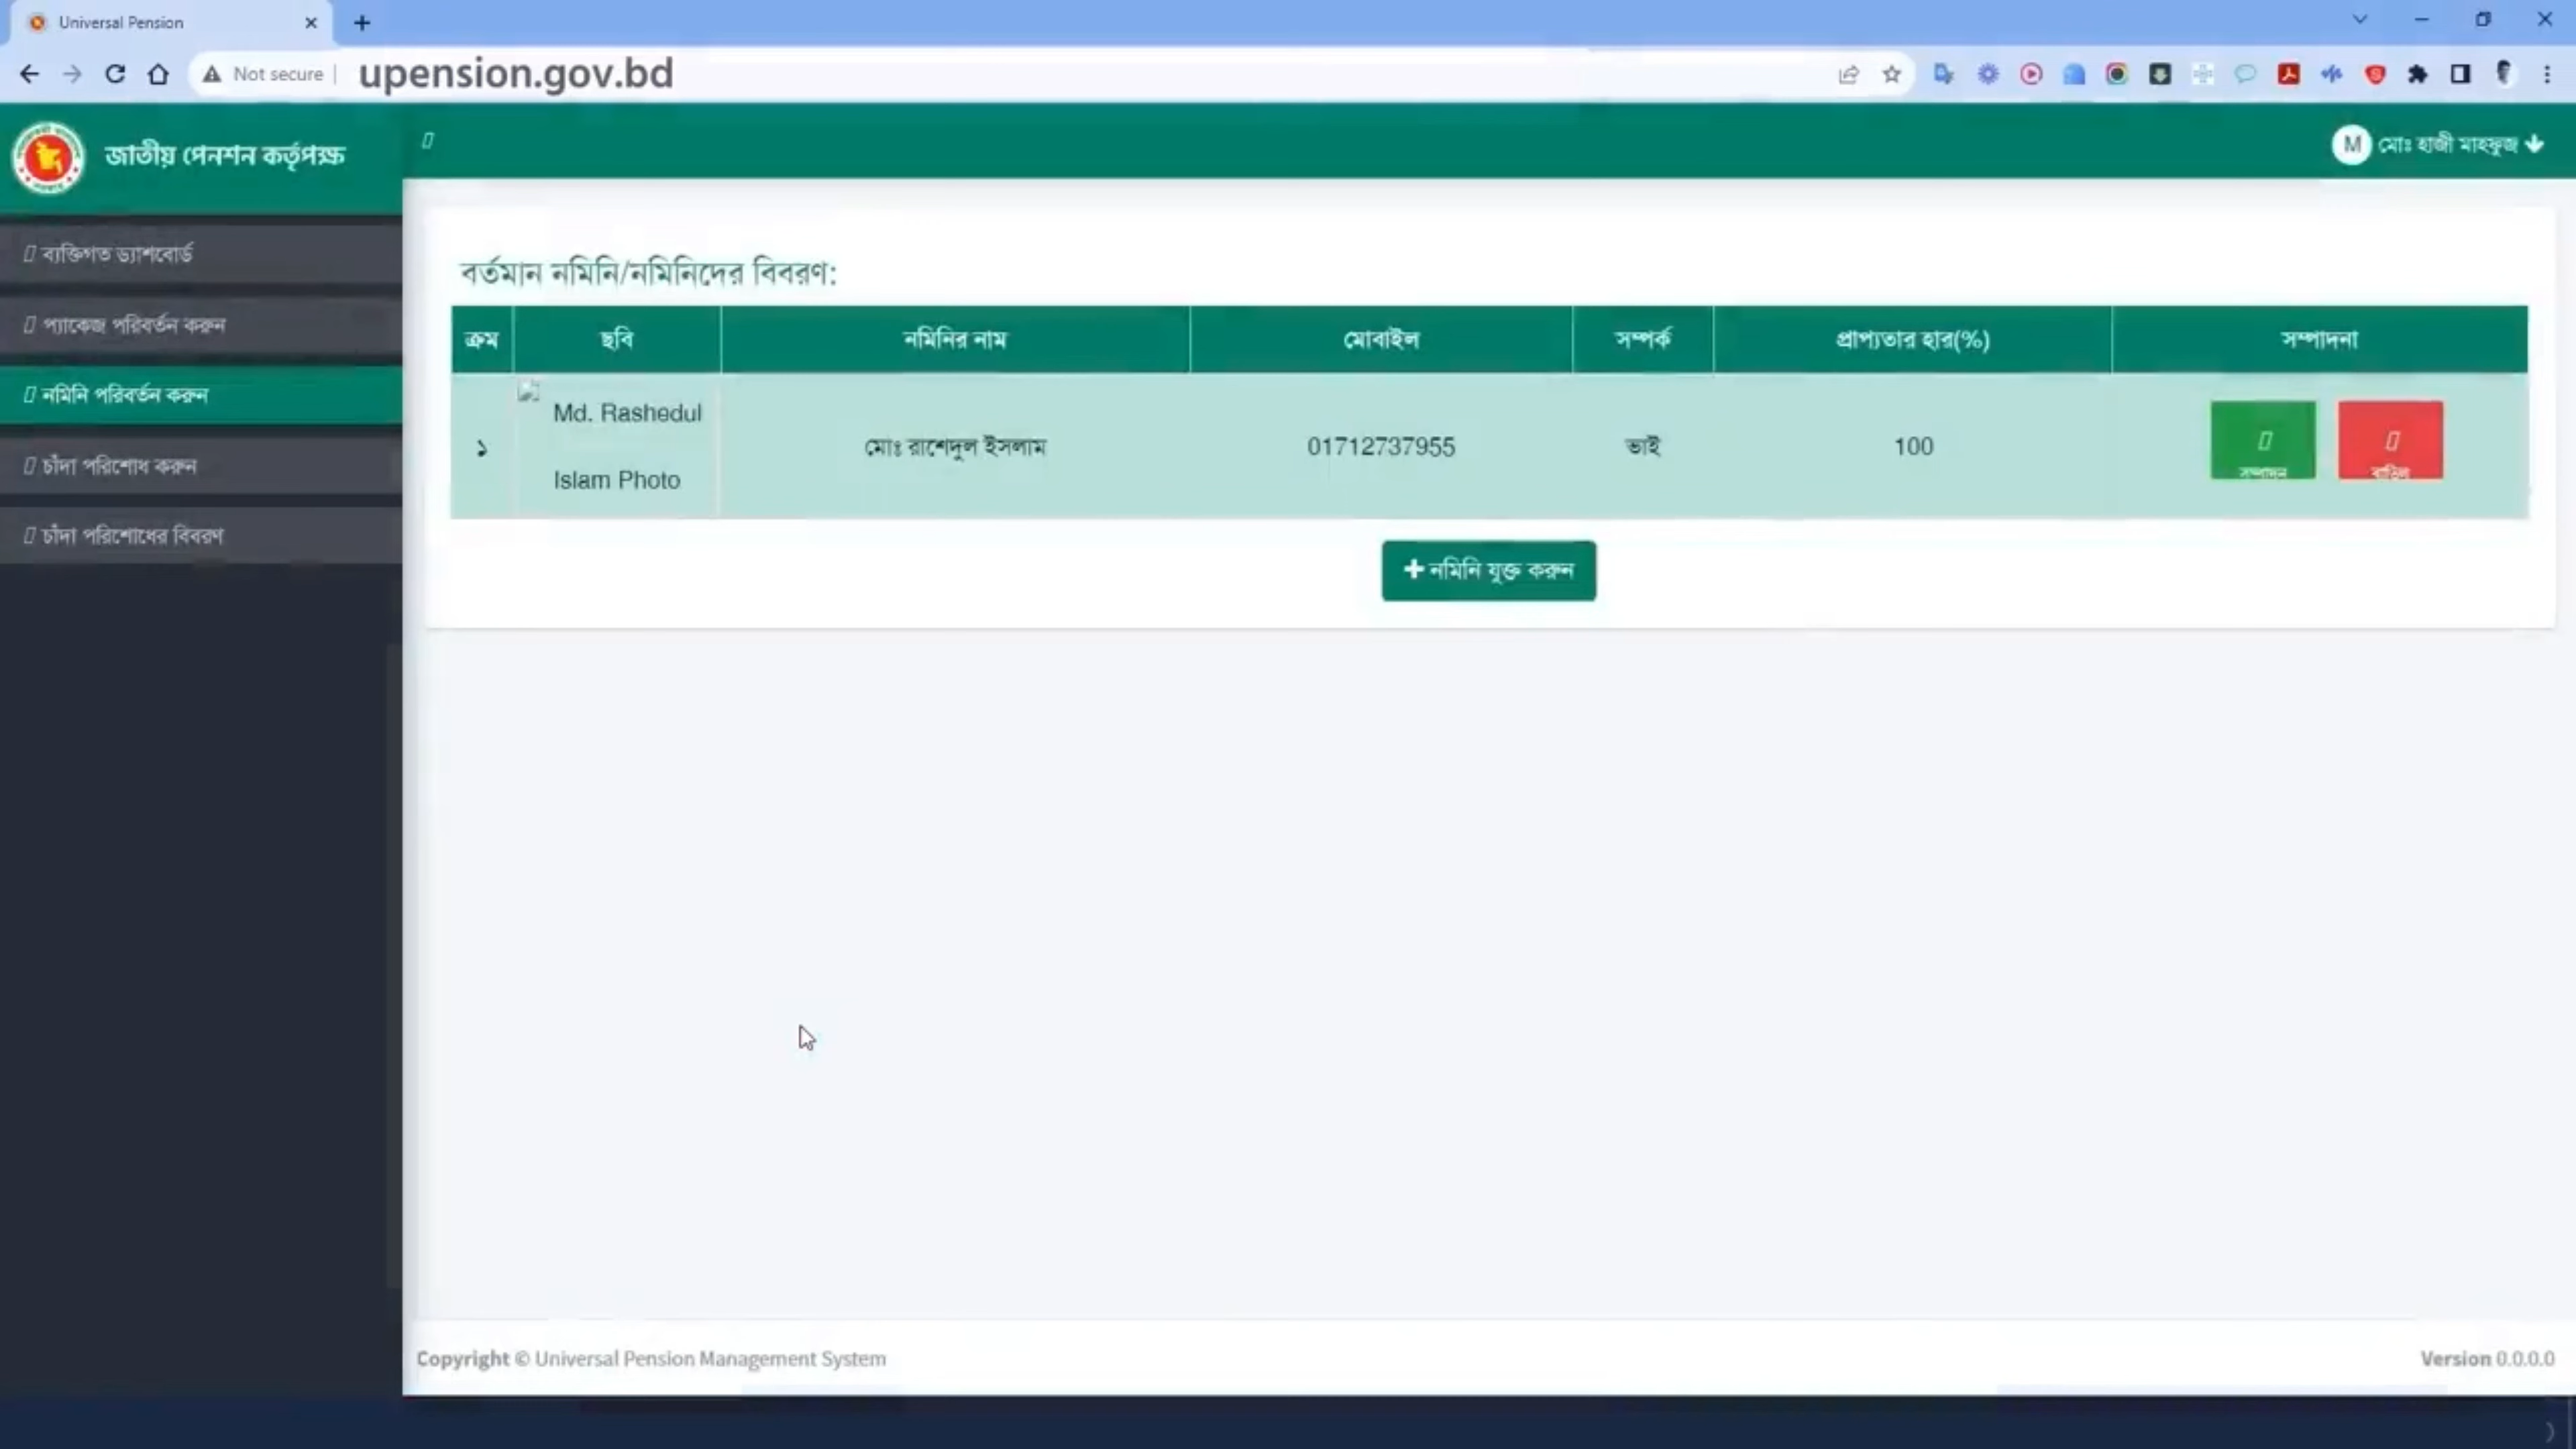 Universal Pension
Not secure
upension.gov.bd
জাতীয় পেনশন কর্তৃপক্ষ
M মোঃ হাজী মাহফুজ
ব্যক্তিগত ড্যাশবোর্ড
প্যাকেজ পরিবর্তন করুন
নমিনি পরিবর্তন করুন
চাঁদা পরিশোধ করুন
চাঁদা পরিশোধের বিবরণ
বর্তমান নমিনি/নমিনিদের বিবরণ:
ক্রম ছবি নমিনির নাম মোবাইল সম্পর্ক প্রাপ্যতার হার(%) সম্পাদনা
১ Md. Rashedul Islam Photo মোঃ রাশেদুল ইসলাম 01712737955 ভাই 100
+ নমিনি যুক্ত করুন
Copyright © Universal Pension Management System
Version 0.0.0.0